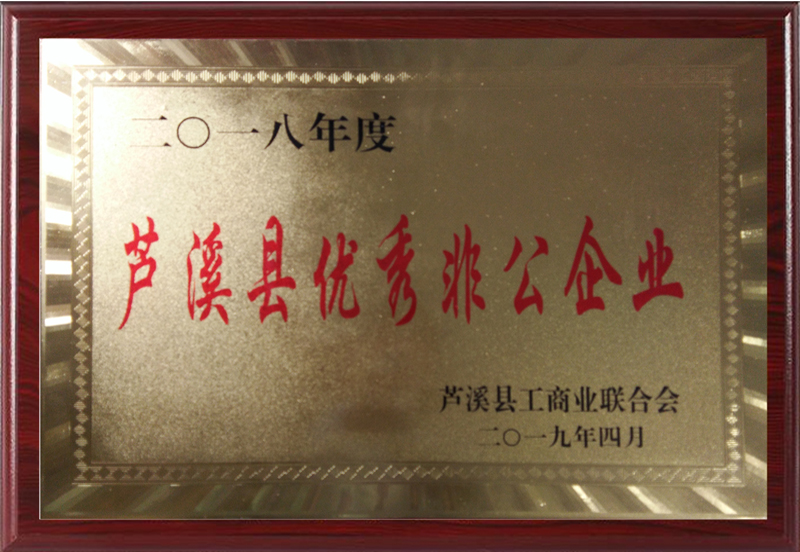 二〇一八年度
芦溪县优秀非公企业
芦溪县工商业联合会
二〇一九年四月